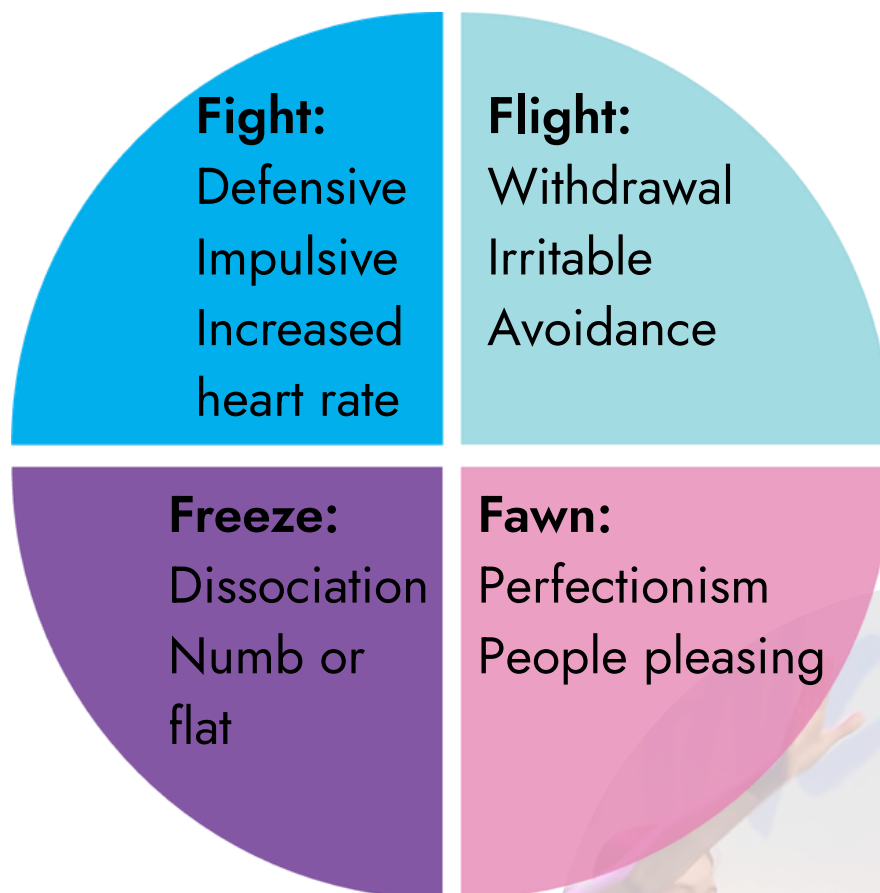 Fight:
Defensive
Impulsive
Increased
heart rate
Flight:
Withdrawal
Irritable
Avoidance
Freeze:
Dissociation
Numb or
flat
Fawn:
Perfectionism
People pleasing